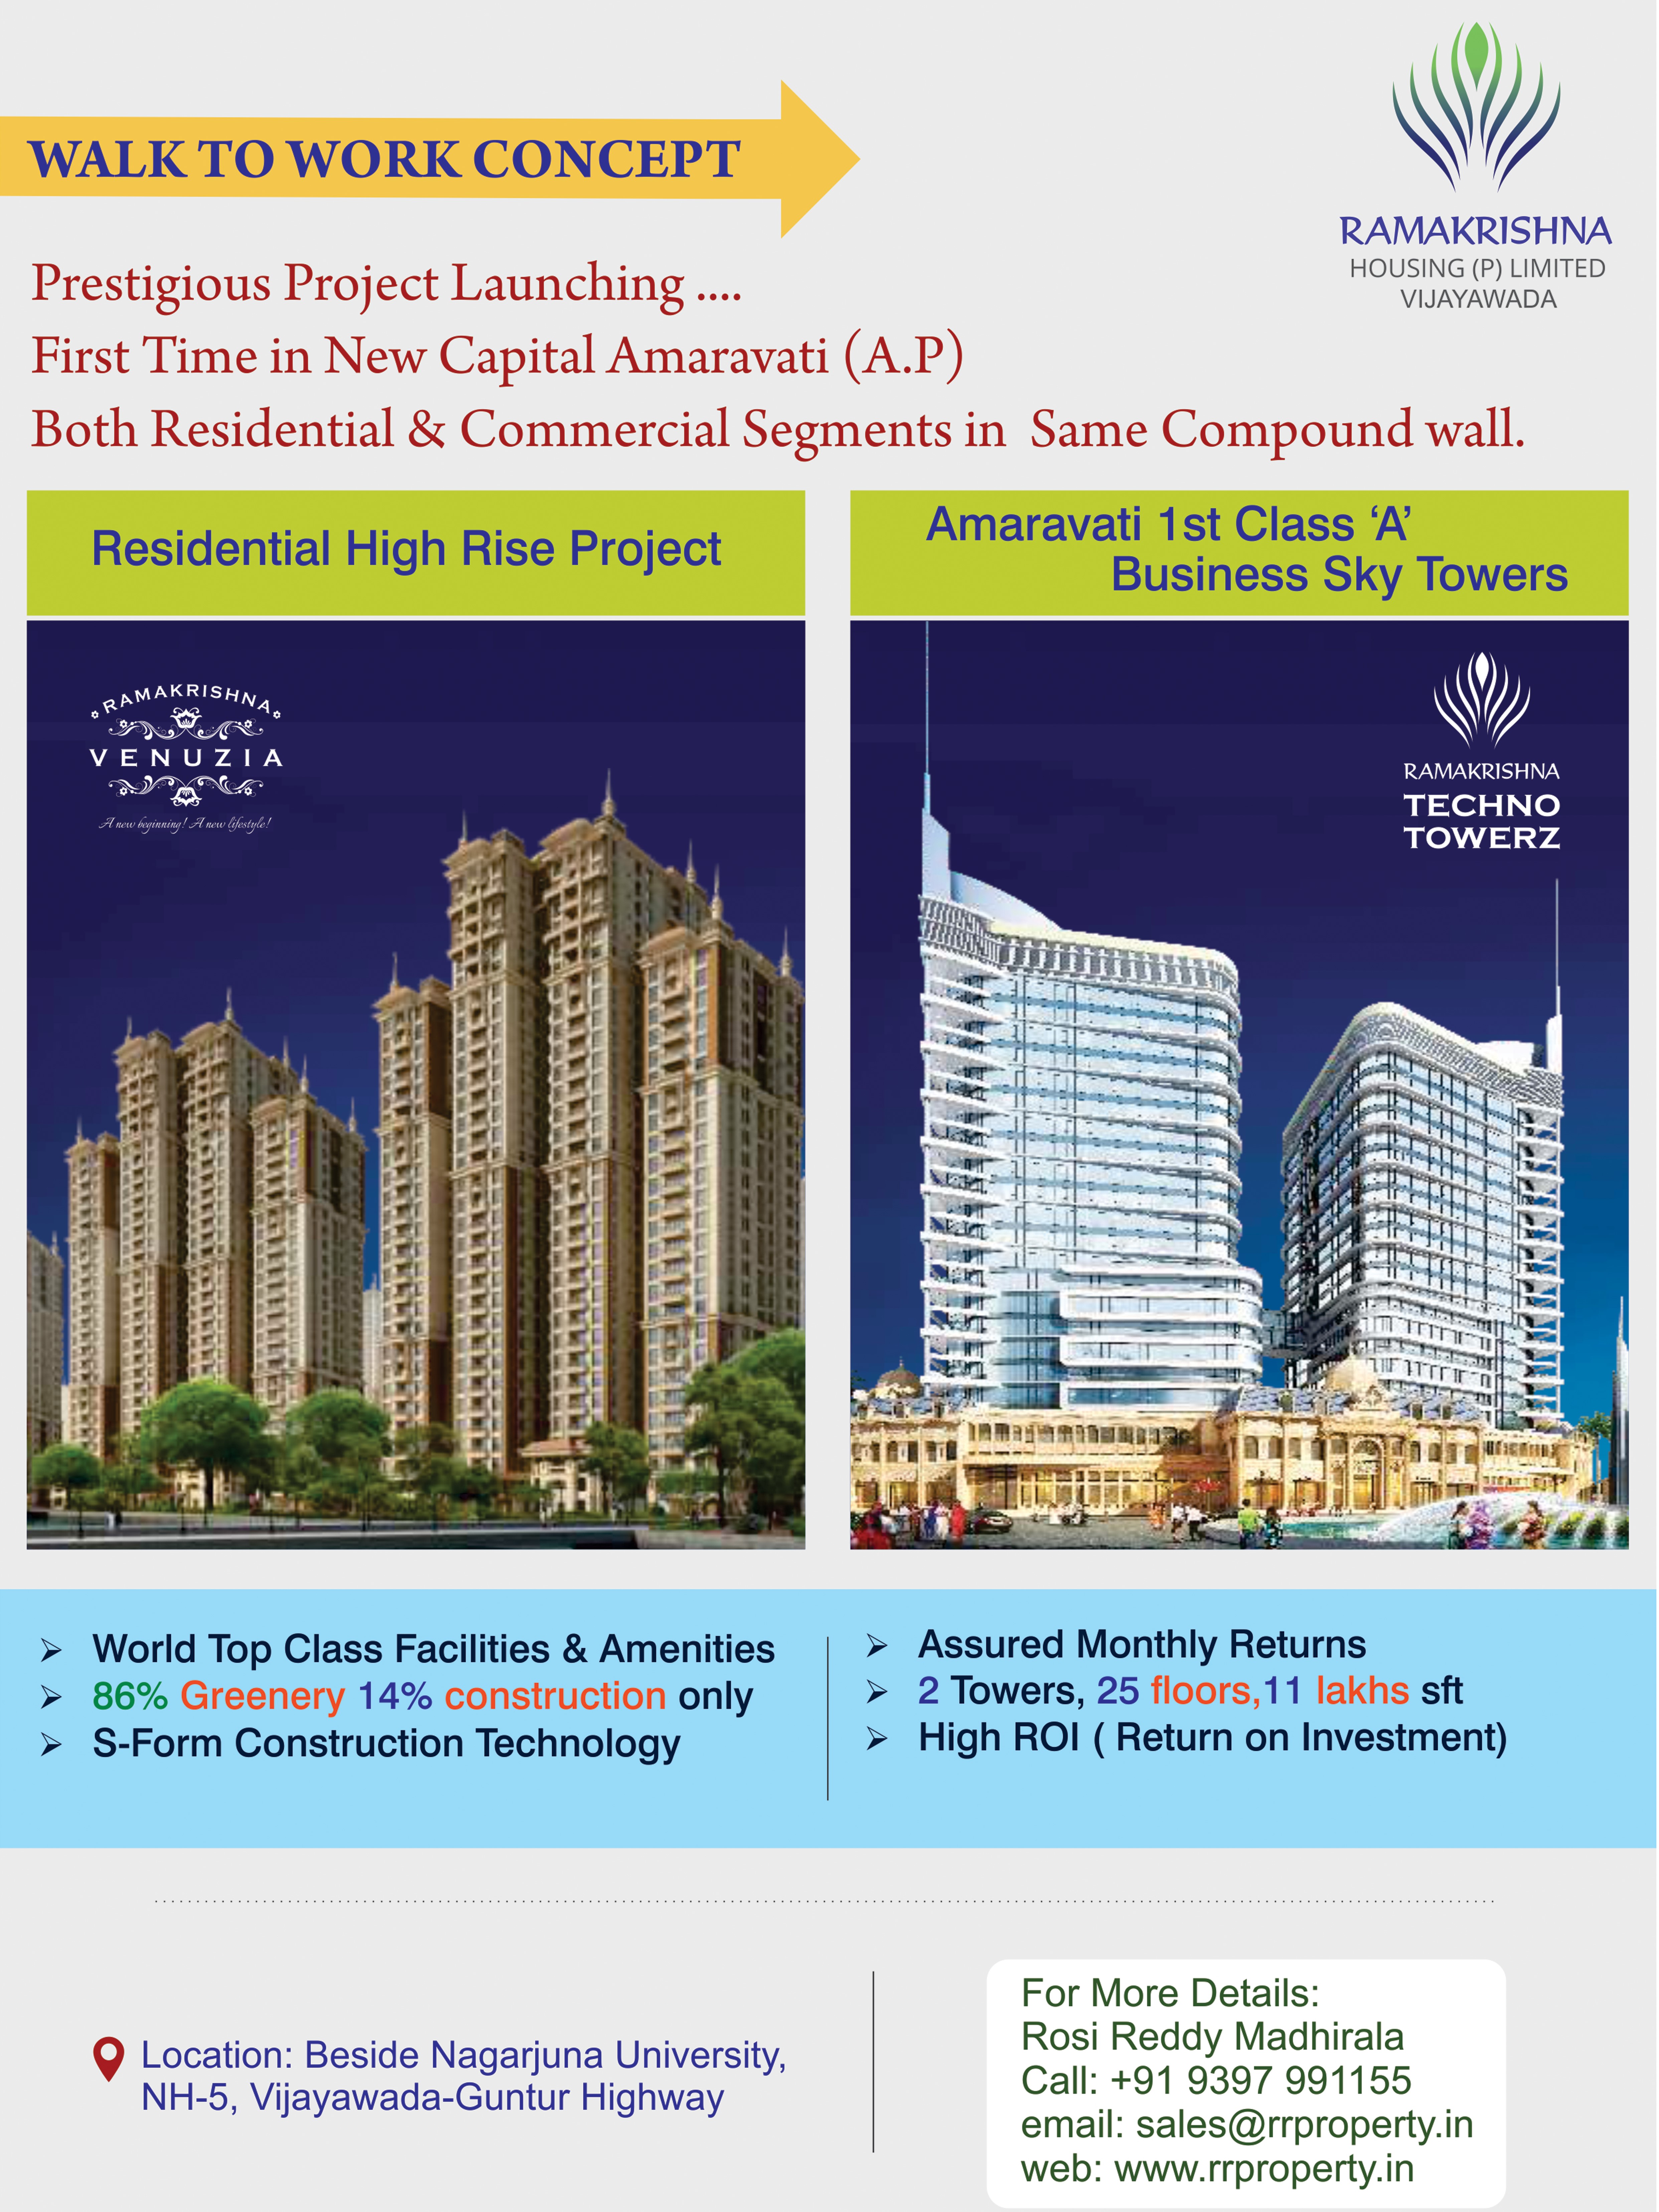 WALK TO WORK CONCEPT
RAMAKRISHNA
HOUSING (P) LIMITED
VIJAYAWADA
Prestigious Project Launching ....
First Time in New Capital Amaravati (A.P)
Both Residential & Commercial Segments in Same Compound wall.
Residential High Rise Project
Amaravati 1st Class ‘A’
Business Sky Towers
RAMAKRISHNA
VENUZIA
A new beginning! A new lifestyle!
RAMAKRISHNA
TECHNO
TOWERZ
World Top Class Facilities & Amenities
86% Greenery 14% construction only
S-Form Construction Technology
Assured Monthly Returns
2 Towers, 25 floors,11 lakhs sft
High ROI ( Return on Investment)
Location: Beside Nagarjuna University,
NH-5, Vijayawada-Guntur Highway
For More Details:
Rosi Reddy Madhirala
Call: +91 9397 991155
email: sales@rrproperty.in
web: www.rrproperty.in